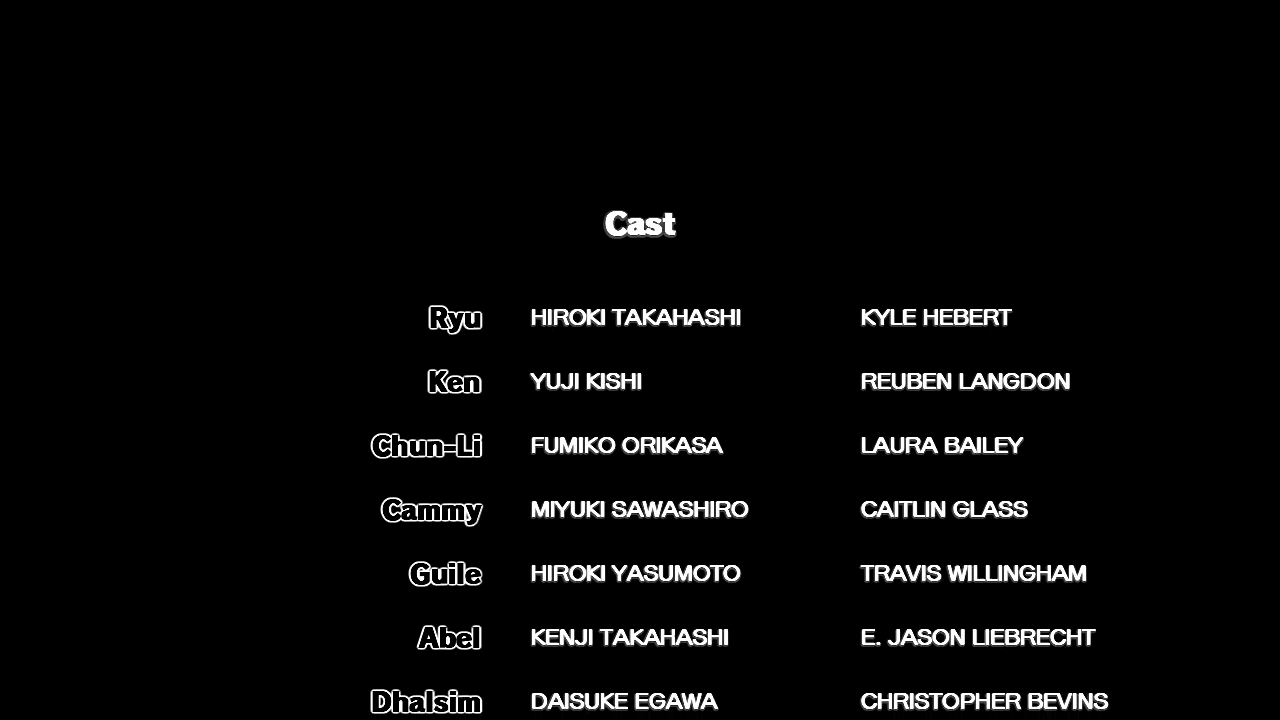 Cast
Ryu HIROKI TAKAHASHI KYLE HEBERT
Ken YUJI KISHI REUBEN LANGDON
Chun-Li FUMIKO ORIKASA LAURA BAILEY
Cammy MIYUKI SAWASHIRO CAITLIN GLASS
Guile HIROKI YASUMOTO TRAVIS WILLINGHAM
Abel KENJI TAKAHASHI E. JASON LIEBRECHT
Dhalsim DAISUKE EGAWA CHRISTOPHER BEVINS